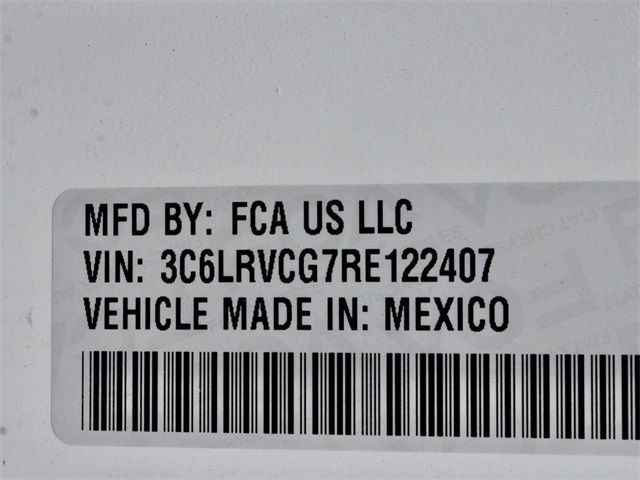 MFD BY: FCA US LLC
VIN: 3C6LRVCG7RE122407
VEHICLE MADE IN: MEXICO